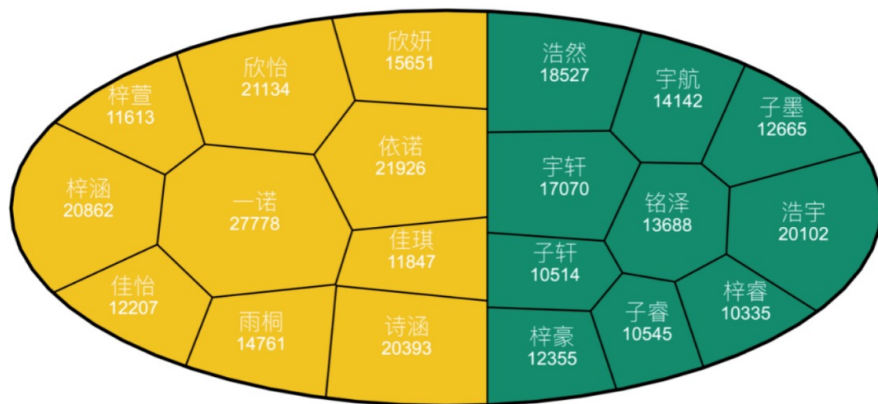 欣妍
15651
欣怡
21134
梓萱
11613
依诺
21926
梓涵
20862
一诺
27778
佳琪
11847
佳怡
12207
雨桐
14761
诗涵
20393
浩然
18527
宇航
14142
子墨
12665
宇轩
17070
铭泽
13688
浩宇
20102
子轩
10514
子睿
10545
梓睿
10335
梓豪
12355